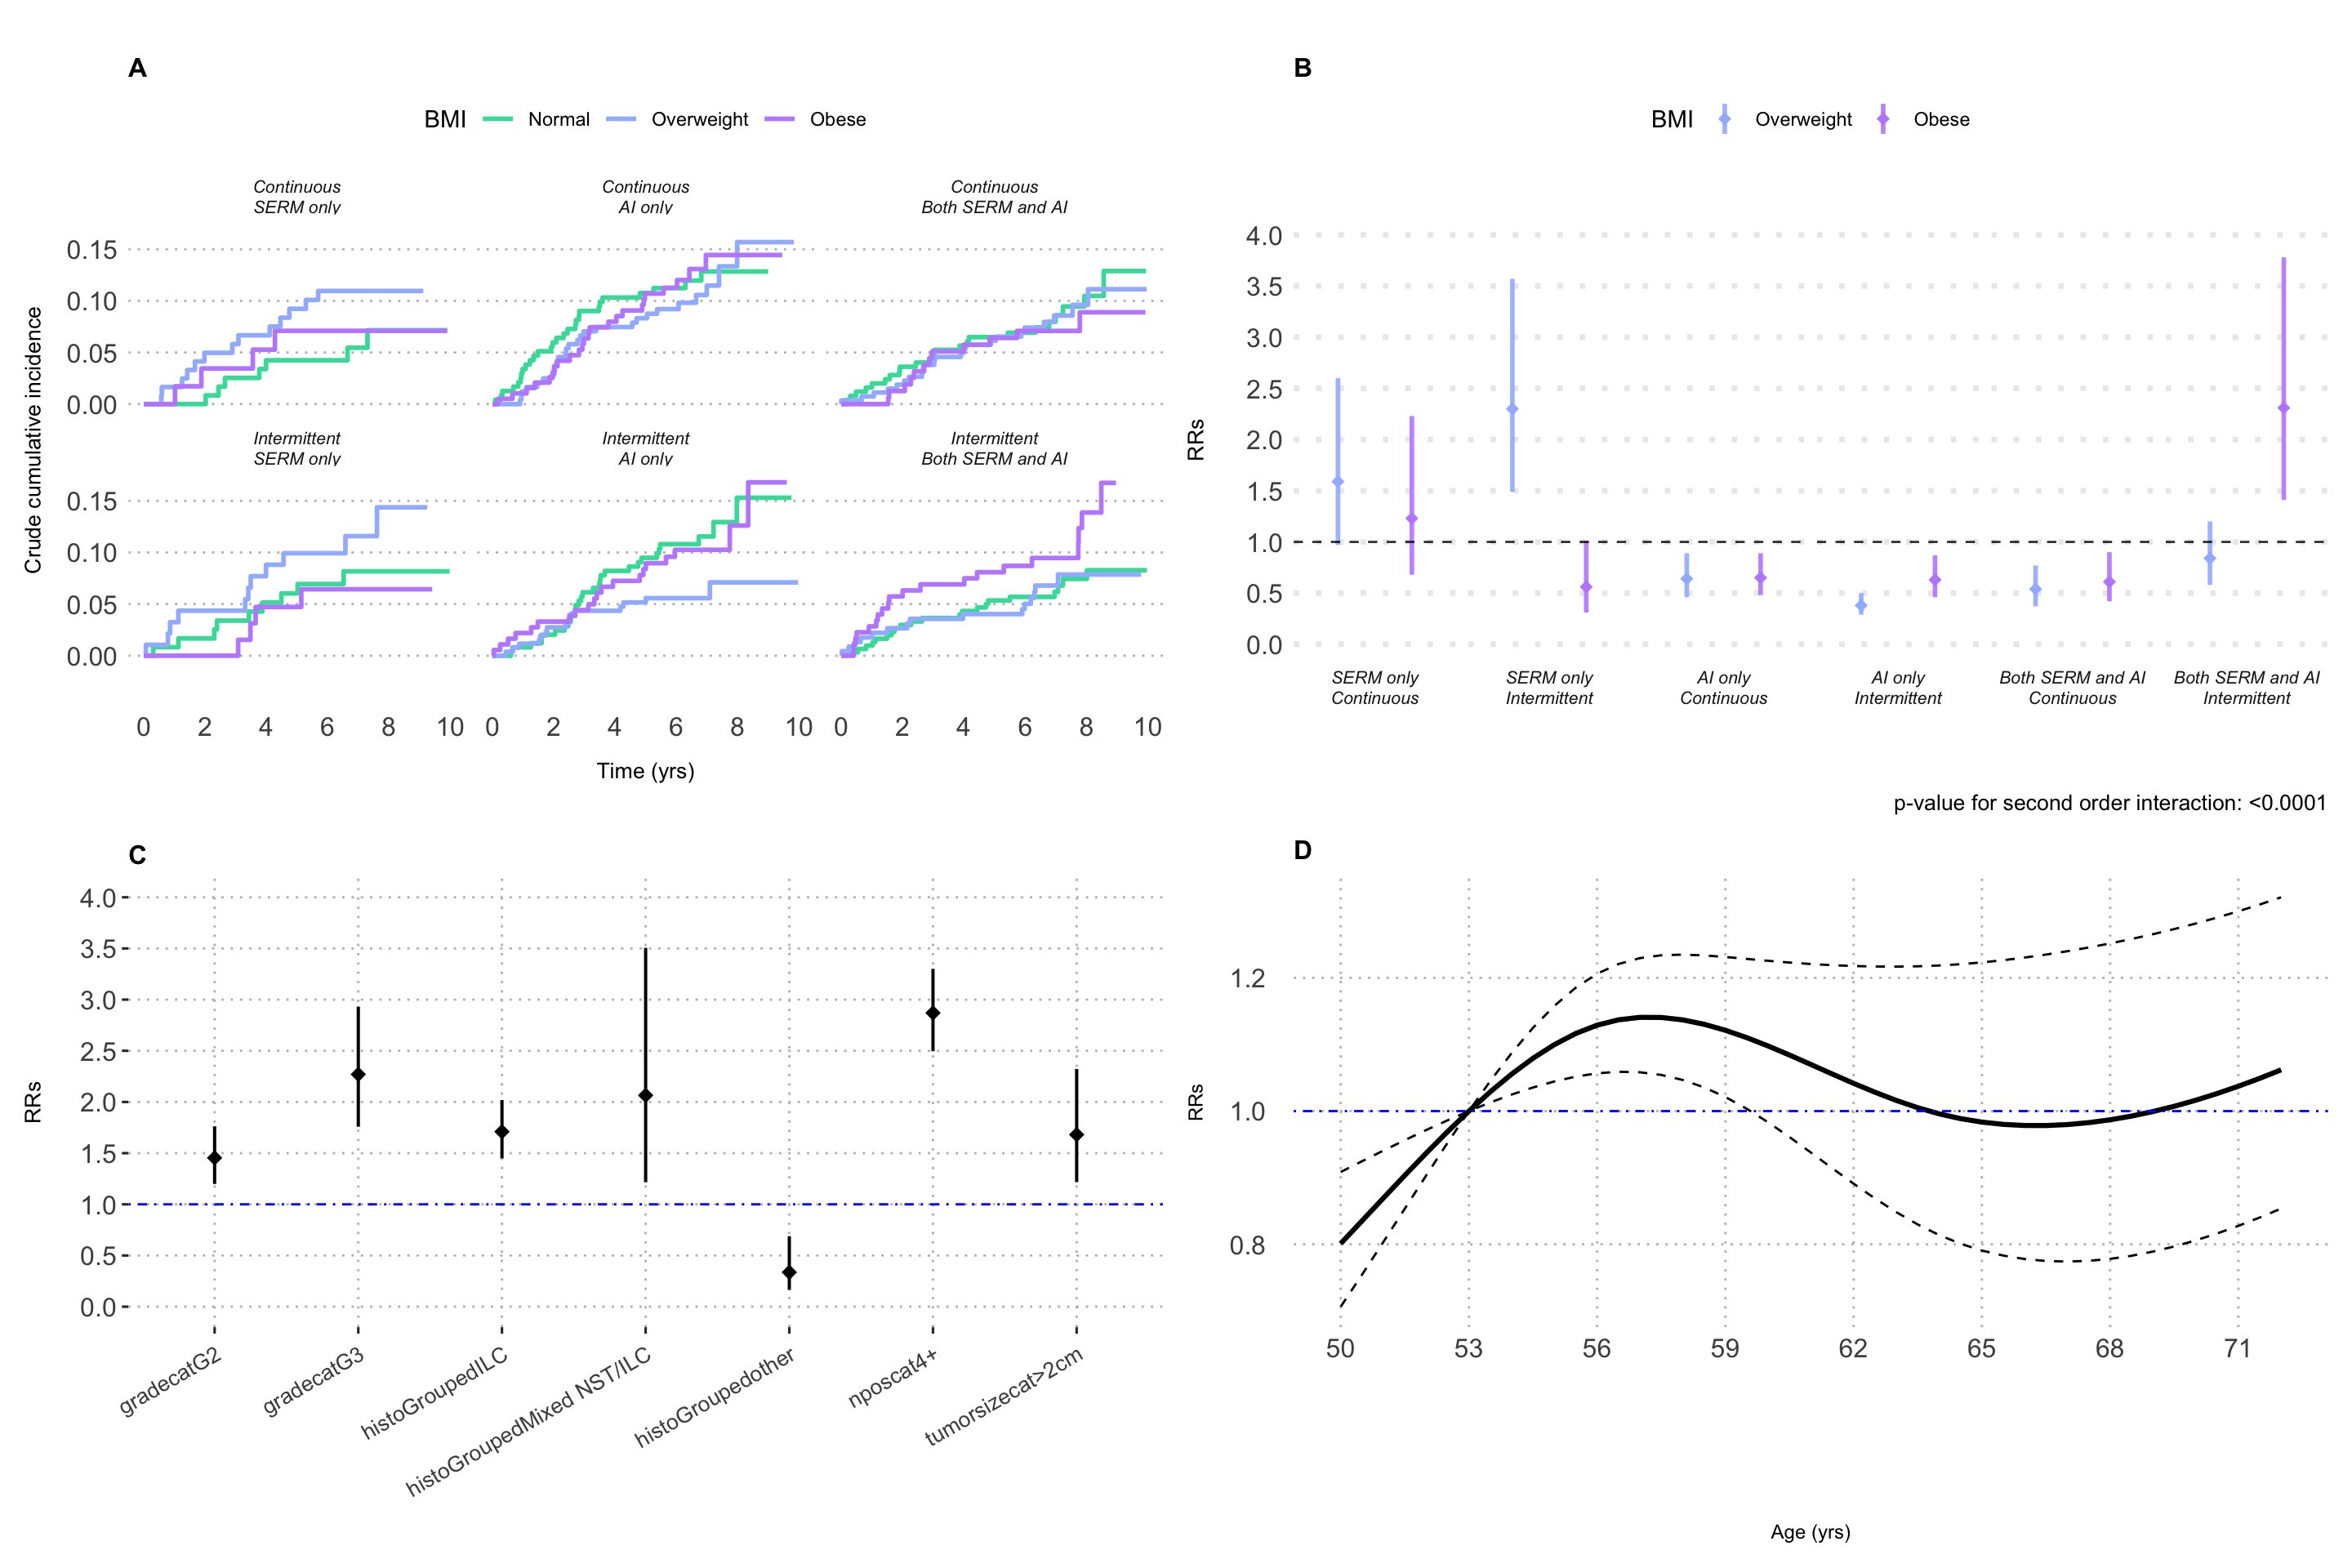 A
BMI Normal Overweight Obese
Continuous
SERM only
Continuous
AI only
Continuous
Both SERM and AI
0.15
0.10
0.05
0.00
Intermittent
SERM only
Intermittent
AI only
Intermittent
Both SERM and AI
0.15
0.10
0.05
0.00
0 2 4 6 8 10 0 2 4 6 8 10 0 2 4 6 8 10
Time (yrs)
Crude cumulative incidence
B
BMI Overweight Obese
4.0
3.5
3.0
2.5
2.0
1.5
1.0
0.5
0.0
RRs
SERM only
Continuous
SERM only
Intermittent
AI only
Continuous
AI only
Intermittent
Both SERM and AI
Continuous
Both SERM and AI
Intermittent
p-value for second order interaction: <0.0001
C
4.0
3.5
3.0
2.5
2.0
1.5
1.0
0.5
0.0
RRs
gradecatG2
gradecatG3
histoGroupedILC
histoGroupedMixed NST/ILC
histoGroupedother
nposcat4+
tumorsizecat>2cm
D
1.2
1.0
0.8
RRs
50 53 56 59 62 65 68 71
Age (yrs)